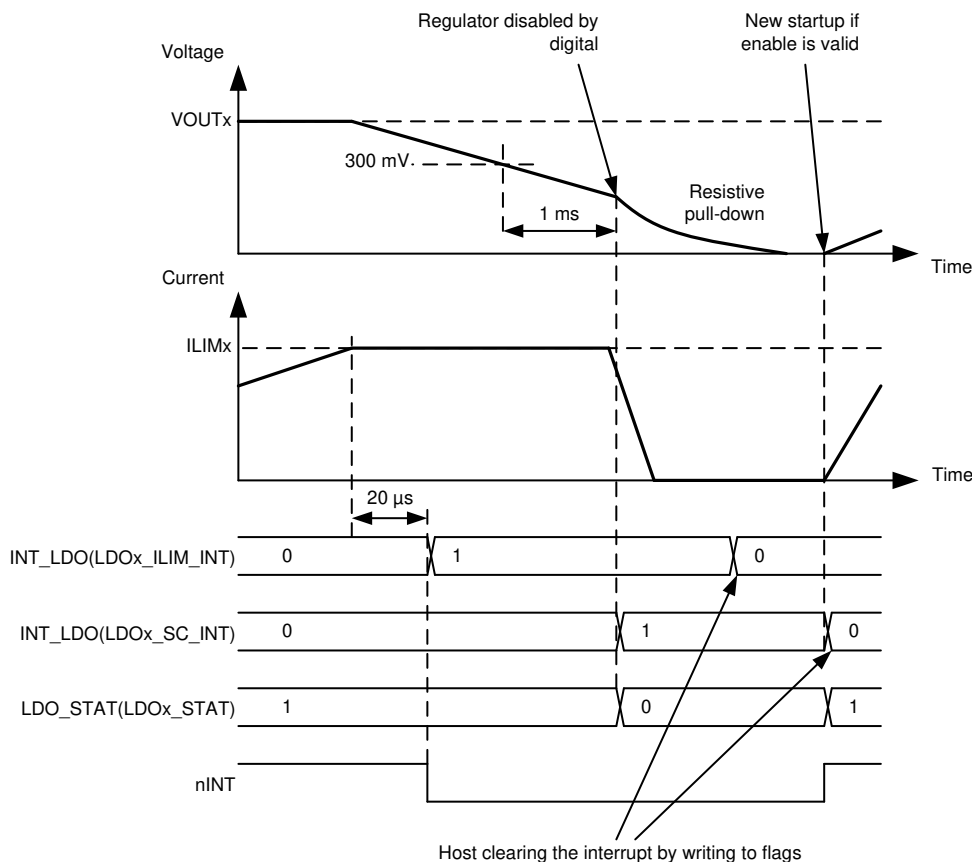 Regulator disabled by
digital
New startup if
enable is valid
Voltage
VOUTx
300 mV
1 ms
Resistive
pull-down
Time
Current
ILIMx
Time
20 µs
INT_LDO(LDOx_ILIM_INT)
0
1
0
INT_LDO(LDOx_SC_INT)
0
1
0
LDO_STAT(LDOx_STAT)
1
0
1
nINT
Host clearing the interrupt by writing to flags